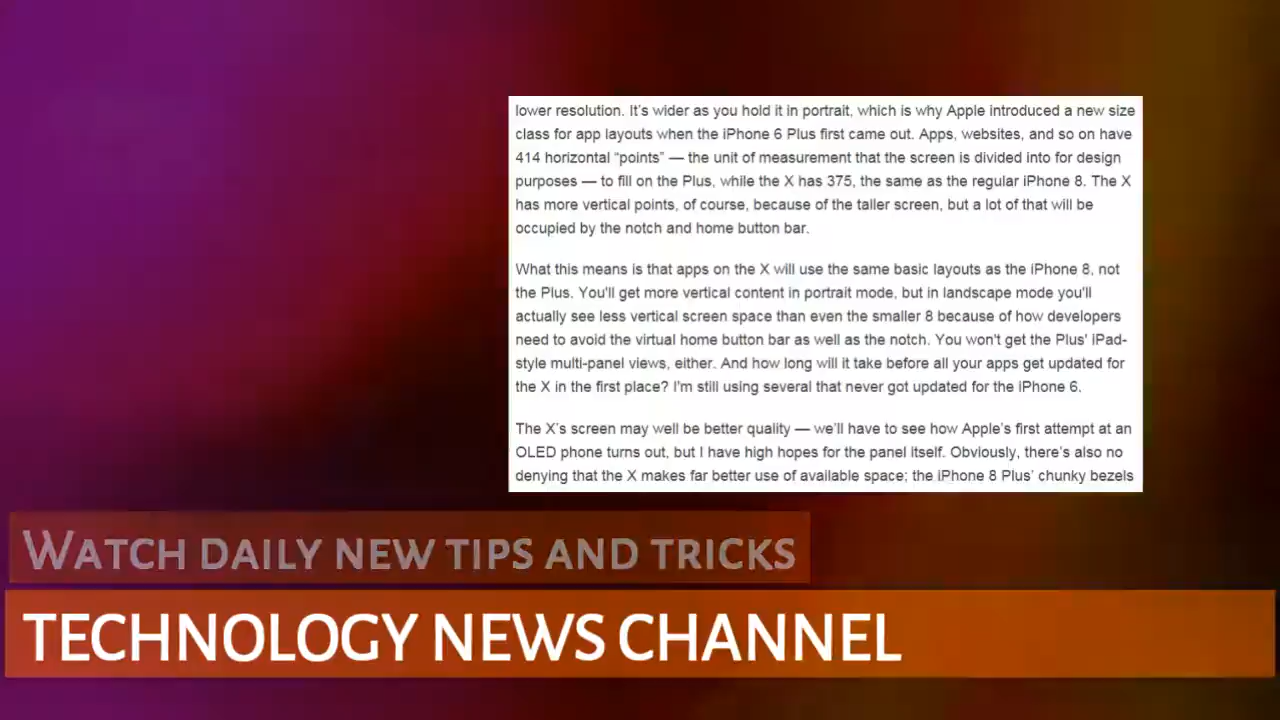 lower resolution. It's wider as you hold it in portrait, which is why Apple introduced a new size
class for app layouts when the iPhone 6 Plus first came out. Apps, websites, and so on have
414 horizontal “points” — the unit of measurement that the screen is divided into for design
purposes — to fill on the Plus, while the X has 375, the same as the regular iPhone 8. The X
has more vertical points, of course, because of the taller screen, but a lot of that will be
occupied by the notch and home button bar.
What this means is that apps on the X will use the same basic layouts as the iPhone 8, not
the Plus. You'll get more vertical content in portrait mode, but in landscape mode you'll
actually see less vertical screen space than even the smaller 8 because of how developers
need to avoid the virtual home button bar as well as the notch. You won't get the Plus' iPad-
style multi-panel views, either. And how long will it take before all your apps get updated for
the X in the first place? I'm still using several that never got updated for the iPhone 6.
The X's screen may well be better quality — we'll have to see how Apple's first attempt at an
OLED phone turns out, but I have high hopes for the panel itself. Obviously, there's also no
denying that the X makes far better use of available space; the iPhone 8 Plus' chunky bezels
WATCH DAILY NEW TIPS AND TRICKS
TECHNOLOGY NEWS CHANNEL